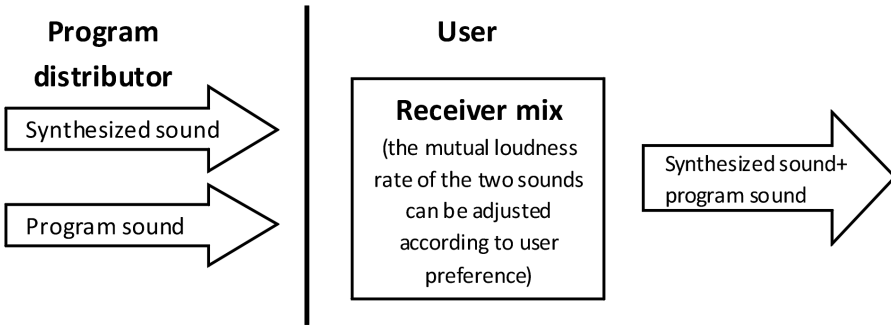 Program
distributor
Synthesized sound
Program sound
User
Receiver mix
(the mutual loudness
rate of the two sounds
can be adjusted
according to user
preference)
Synthesized sound+
program sound